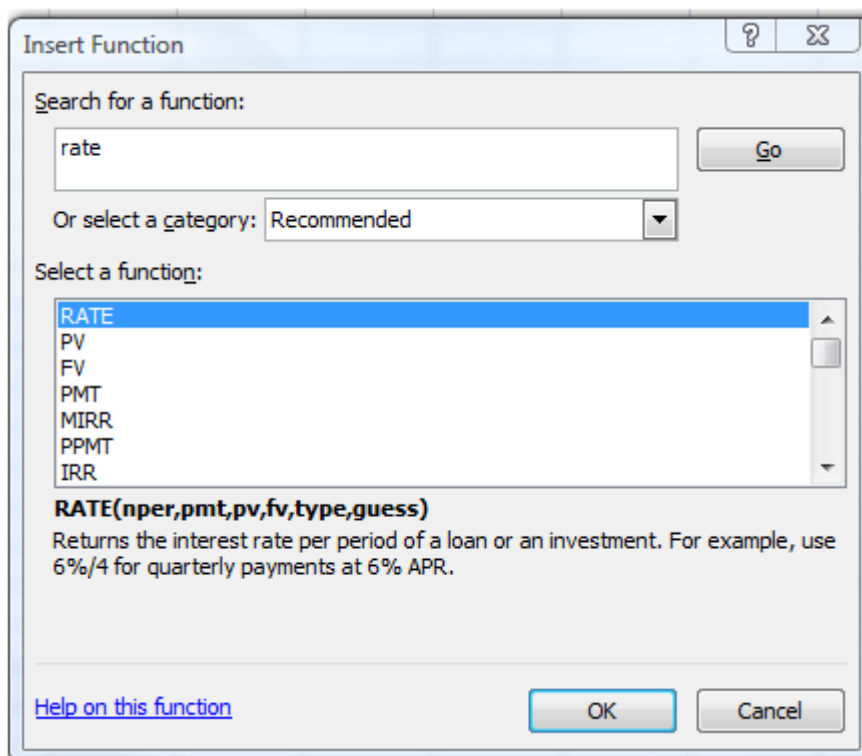 Insert Function
Search for a function:
rate
Go
Or select a category: Recommended
Select a function:
RATE
PV
FV
PMT
MIRR
PPMT
IRR
RATE(nper,pmt,pv,fv,type,guess)
Returns the interest rate per period of a loan or an investment. For example, use
6%/4 for quarterly payments at 6% APR.
Help on this function
OK
Cancel